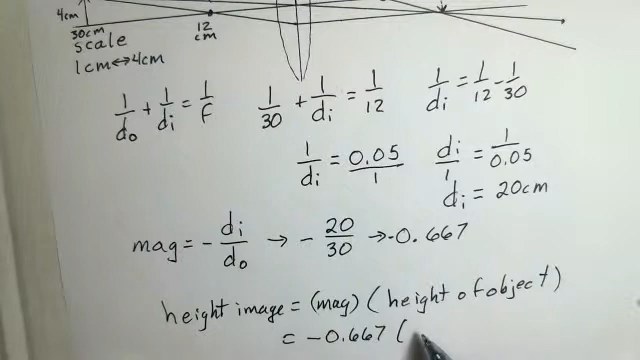 4cm
30cm
12
cm
scale
1cm↔4cm
1/do + 1/di = 1/f   1/30 + 1/di = 1/12   1/di = 1/12 - 1/30
1/di = 0.05/1   di/1 = 1/0.05
di = 20cm
mag = - di/do → - 20/30 → -0.667
height image = (mag) (height of object)
= -0.667 (